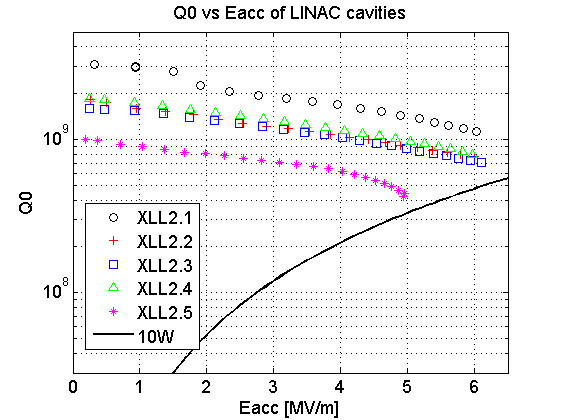 Q0 vs Eacc of LINAC cavities
Q0
10^9
10^8
XLL2.1
XLL2.2
XLL2.3
XLL2.4
XLL2.5
10W
0 1 2 3 4 5 6
Eacc [MV/m]